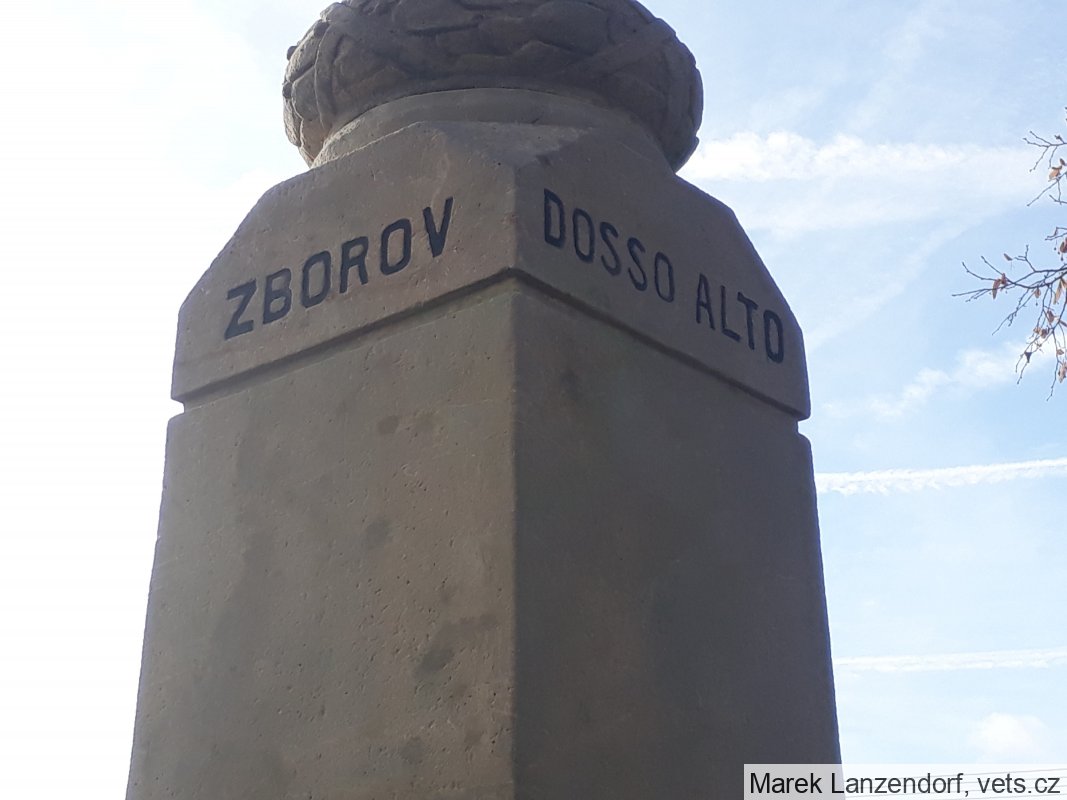 ZBOROV
DOSSO ALTO
Marek Lanzendorf, vets.cz